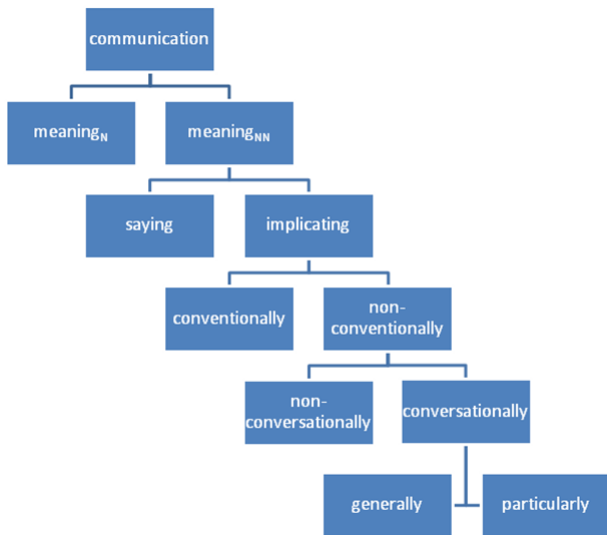 communication
meaningN
meaningNN
saying
implicating
conventionally
non-
conventionally
non-
conversationally
conversationally
generally
particularly